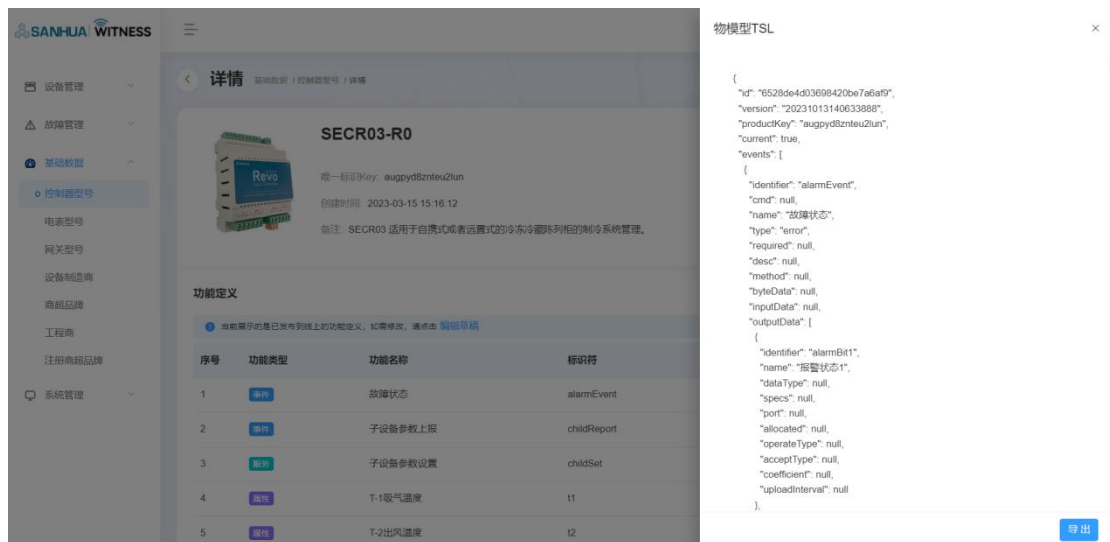 SANHUA WITNESS
设备管理
故障管理
基础数据
控制器型号
电表型号
网关型号
设备制造商
商超品牌
工程商
注册商超品牌
系统管理
详情 基础数据 / 控制器型号 / 详情
Revo
SECR03-R0
唯一标识Key: augpyd8znteu2lun
创建时间: 2023-03-15 15:16:12
备注: SECR03 适用于自携式或者远置式的冷冻冷藏陈列柜的制冷系统管理。
功能定义
当前展示的是已发布到线上的功能定义，如需修改，请点击 编辑草稿
序号 功能类型 功能名称 标识符
1 事件 故障状态 alarmEvent
2 事件 子设备参数上报 childReport
3 服务 子设备参数设置 childSet
4 属性 T-1吸气温度 t1
5 属性 T-2出风温度 t2
物模型TSL
{
"id": "6528de4d03698420be7a6af9",
"version": "20231013140633888",
"productKey": "augpyd8znteu2lun",
"current": true,
"events": [
{
"identifier": "alarmEvent",
"cmd": null,
"name": "故障状态",
"type": "error",
"required": null,
"desc": null,
"method": null,
"byteData": null,
"inputData": null,
"outputData": [
{
"identifier": "alarmBit1",
"name": "报警状态1",
"dataType": null,
"specs": null,
"port": null,
"allocated": null,
"operateType": null,
"acceptType": null,
"coefficient": null,
"uploadInterval": null
},
导出